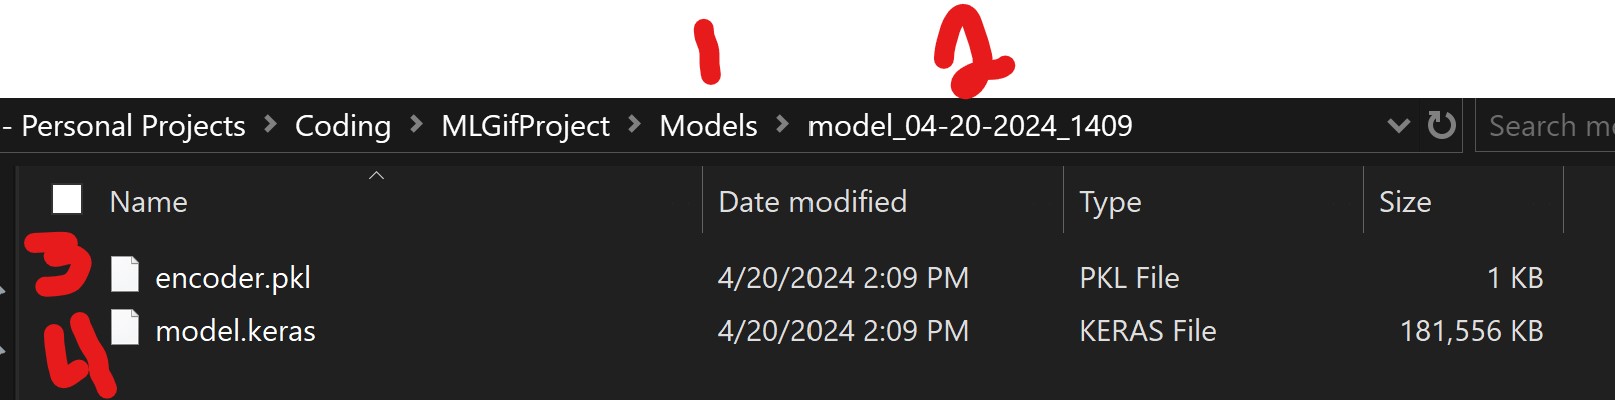 1 2
- Personal Projects > Coding > MLGifProject > Models > model_04-20-2024_1409 Search
Name Date modified Type Size
3 encoder.pkl 4/20/2024 2:09 PM PKL File 1 KB
4 model.keras 4/20/2024 2:09 PM KERAS File 181,556 KB